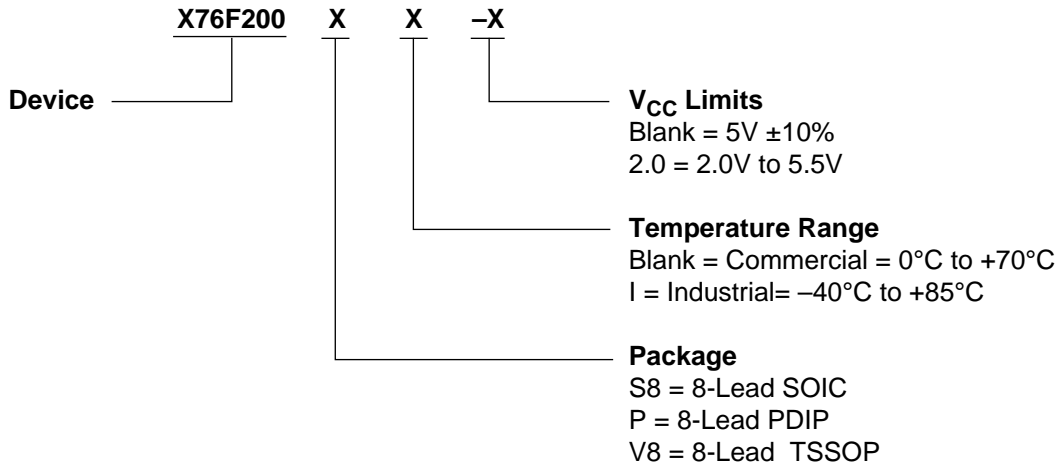 X76F200 X X –X
Device
VCC Limits
Blank = 5V ±10%
2.0 = 2.0V to 5.5V
Temperature Range
Blank = Commercial = 0°C to +70°C
I = Industrial= –40°C to +85°C
Package
S8 = 8-Lead SOIC
P = 8-Lead PDIP
V8 = 8-Lead TSSOP